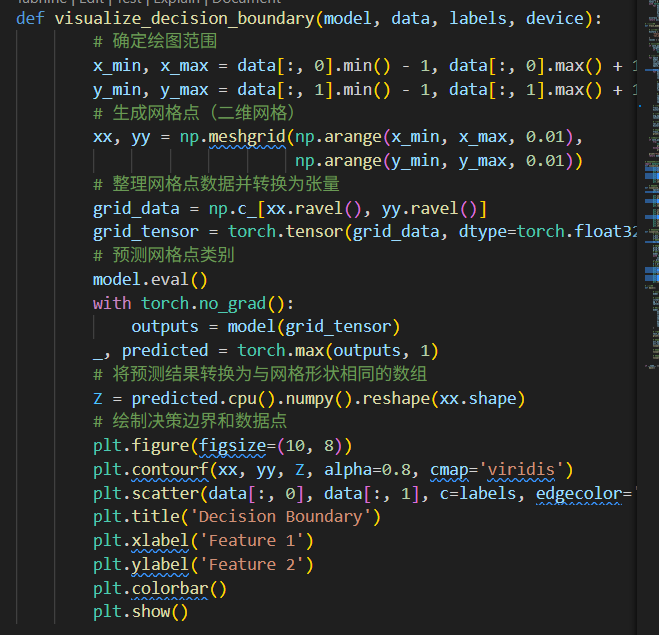 Tabnine | Edit | Test | Explain | Document
def visualize_decision_boundary(model, data, labels, device):
# 确定绘图范围
x_min, x_max = data[:, 0].min() - 1, data[:, 0].max() + 1
y_min, y_max = data[:, 1].min() - 1, data[:, 1].max() + 1
# 生成网格点（二维网格）
xx, yy = np.meshgrid(np.arange(x_min, x_max, 0.01),
np.arange(y_min, y_max, 0.01))
# 整理网格点数据并转换为张量
grid_data = np.c_[xx.ravel(), yy.ravel()]
grid_tensor = torch.tensor(grid_data, dtype=torch.float32
# 预测网格点类别
model.eval()
with torch.no_grad():
outputs = model(grid_tensor)
_, predicted = torch.max(outputs, 1)
# 将预测结果转换为与网格形状相同的数组
Z = predicted.cpu().numpy().reshape(xx.shape)
# 绘制决策边界和数据点
plt.figure(figsize=(10, 8))
plt.contourf(xx, yy, Z, alpha=0.8, cmap='viridis')
plt.scatter(data[:, 0], data[:, 1], c=labels, edgecolor='
plt.title('Decision Boundary')
plt.xlabel('Feature 1')
plt.ylabel('Feature 2')
plt.colorbar()
plt.show()